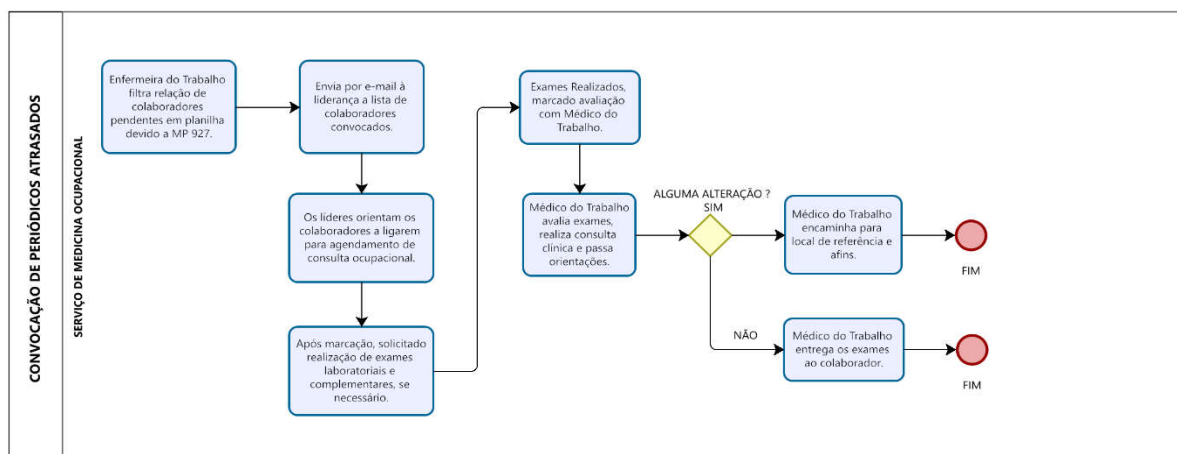 CONVOCAÇÃO DE PERIÓDICOS ATRASADOS
SERVIÇO DE MEDICINA OCUPACIONAL
Enfermeira do Trabalho
filtra relação de
colaboradores
pendentes em planilha
devido a MP 927.
Envia por e-mail à
liderança a lista de
colaboradores
convocados.
Os líderes orientam os
colaboradores a ligarem
para agendamento de
consulta ocupacional.
Após marcação, solicitado
realização de exames
laboratoriais e
complementares, se
necessário.
Exames Realizados,
marcado avaliação
com Médico do
Trabalho.
Médico do Trabalho
avalia exames,
realiza consulta
clínica e passa
orientações.
ALGUMA ALTERAÇÃO ?
SIM
Médico do Trabalho
encaminha para
local de referência e
afins.
FIM
NÃO
Médico do Trabalho
entrega os exames
ao colaborador.
FIM